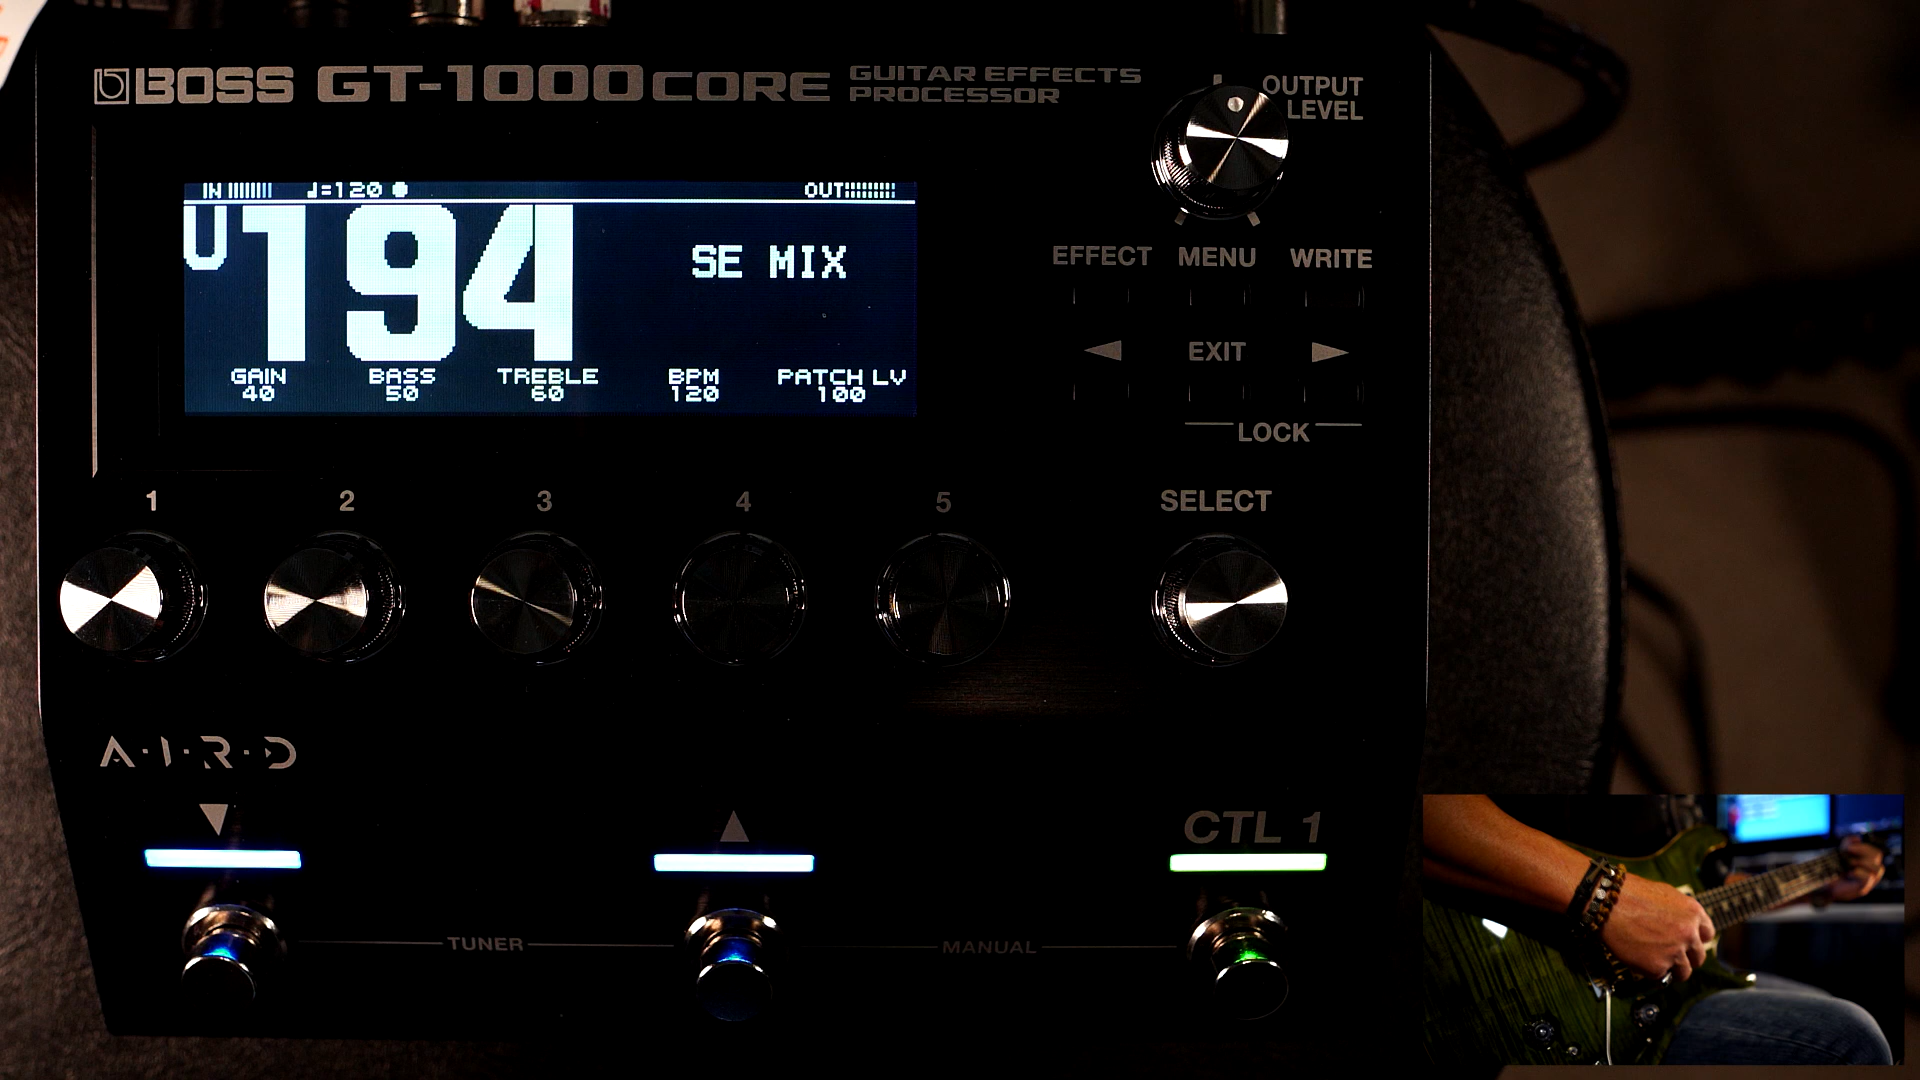 BOSS GT-1000CORE GUITAR EFFECTS PROCESSOR
OUTPUT
LEVEL
IN ♩=120 OUT
U194 SE MIX
GAIN BASS TREBLE BPM PATCH LV
40 50 60 120 100
EFFECT MENU WRITE
EXIT
LOCK
1 2 3 4 5 SELECT
A·I·R·D
CTL 1
TUNER MANUAL